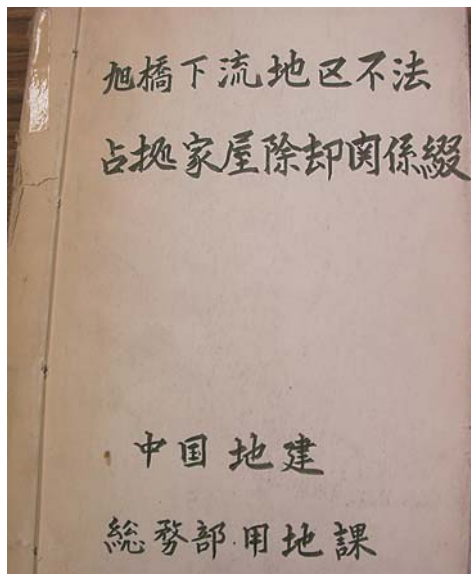 旭橋下流地区不法
占拠家屋除却関係綴
中国地建
総務部.用地課